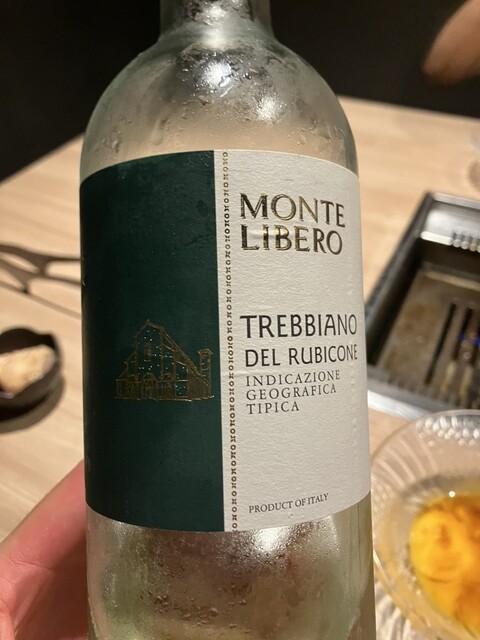 MONTE
LIBERO
TREBBIANO
DEL RUBICONE
INDICAZIONE
GEOGRAFICA
TIPICA
PRODUCT OF ITALY